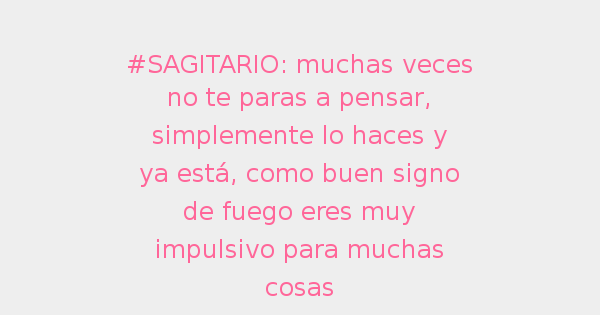 #SAGITARIO: muchas veces
no te paras a pensar,
simplemente lo haces y
ya está, como buen signo
de fuego eres muy
impulsivo para muchas
cosas